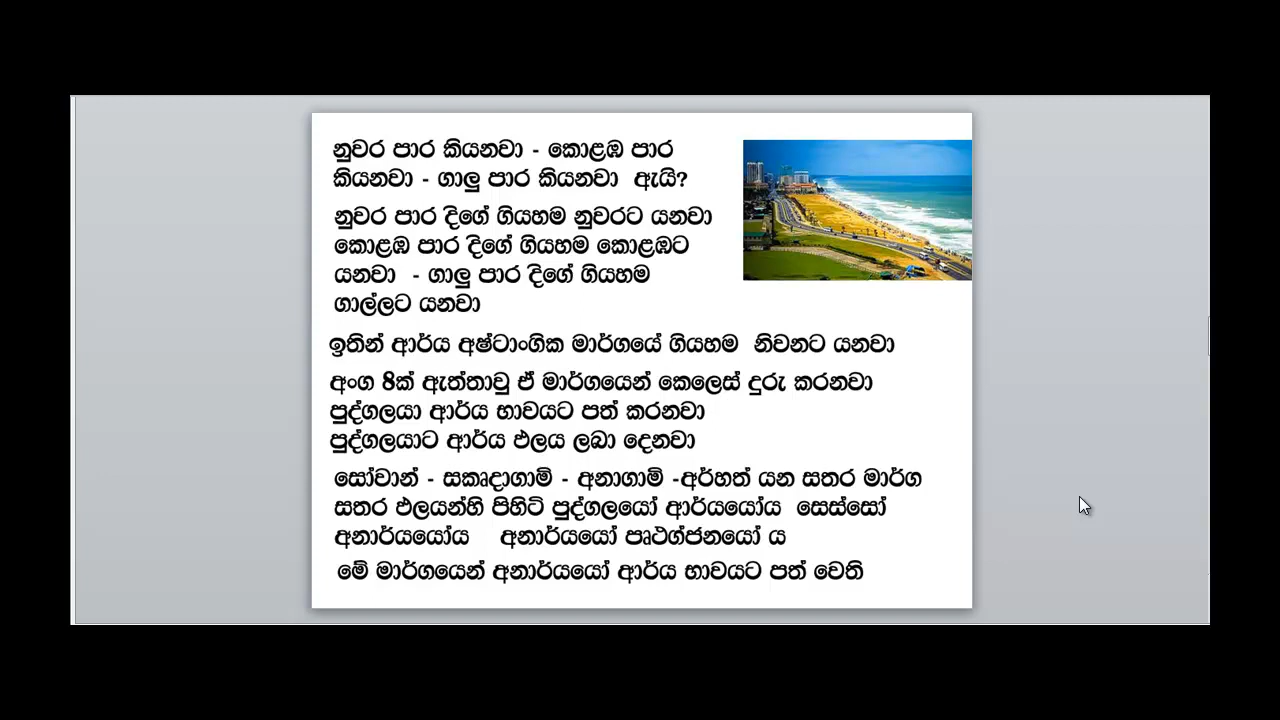 නුවර පාර කියනවා - කොළඹ පාර
කියනවා - ගාලු පාර කියනවා ඇයි?
නුවර පාර දිගේ ගියහම නුවරට යනවා
කොළඹ පාර දිගේ ගියහම කොළඹට
යනවා - ගාලු පාර දිගේ ගියහම
ගාල්ලට යනවා
ඉතින් ආර්ය අෂ්ටාංගික මාර්ගයේ ගියහම නිවනට යනවා
අංග 8ක් ඇත්තාවු ඒ මාර්ගයෙන් කෙලෙස් දුරු කරනවා
පුද්ගලයා ආර්ය භාවයට පත් කරනවා
පුද්ගලයාට ආර්ය ඵලය ලබා දෙනවා
සෝවාන් - සකෘදාගාමි - අනාගාමි -අර්හත් යන සතර මාර්ග
සතර ඵලයන්හි පිහිටි පුද්ගලයෝ ආර්යයෝය සෙස්සෝ
අනාර්යයෝය අනාර්යයෝ පෘථග්ජනයෝ ය
මේ මාර්ගයෙන් අනාර්යයෝ ආර්ය භාවයට පත් වෙති